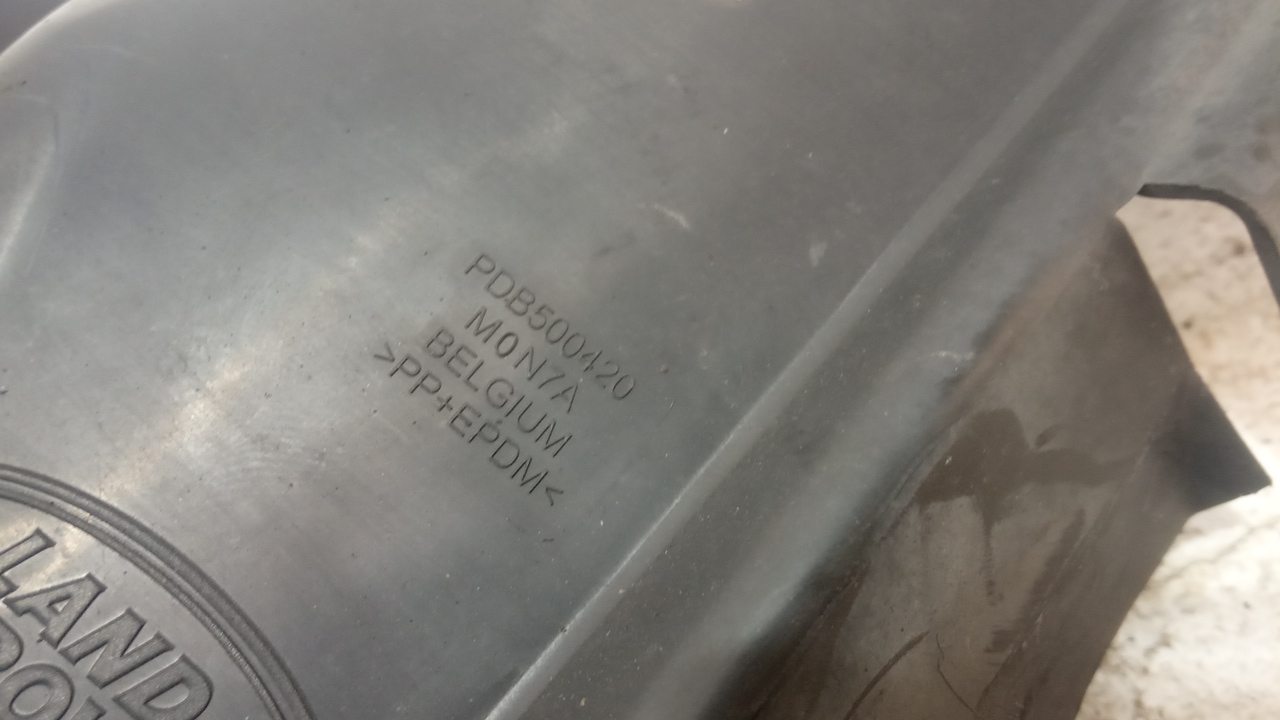 PDB500420
M0N7A
BELGIUM
>PP+EPDM<
LAND